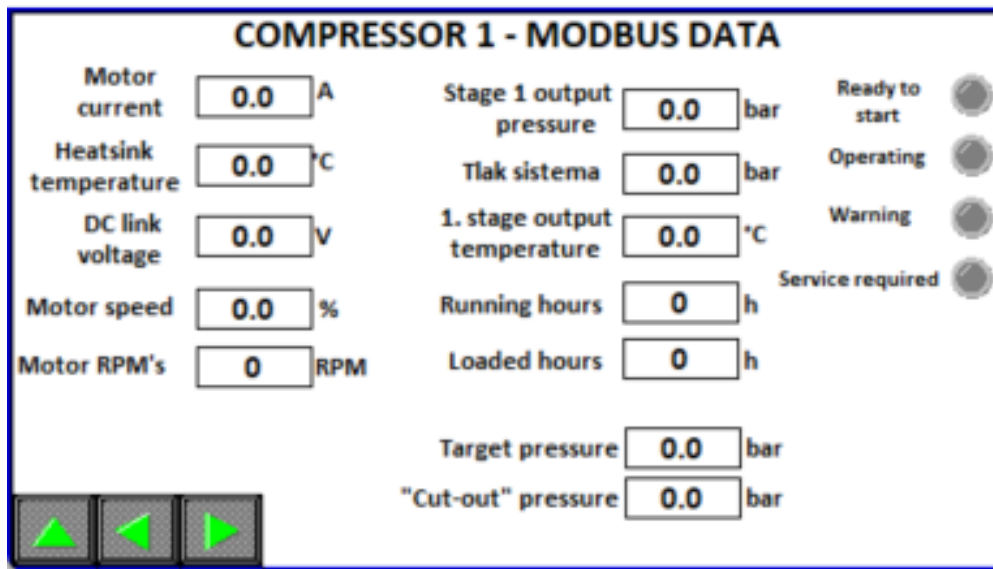 COMPRESSOR 1 - MODBUS DATA
Motor
current
0.0 A
Heatsink
temperature
0.0 °C
DC link
voltage
0.0 V
Motor speed 0.0 %
Motor RPM's 0 RPM
Stage 1 output
pressure
0.0 bar
Tlak sistema 0.0 bar
1. stage output
temperature
0.0 °C
Running hours 0 h
Loaded hours 0 h
Target pressure 0.0 bar
"Cut-out" pressure 0.0 bar
Ready to
start
Operating
Warning
Service required